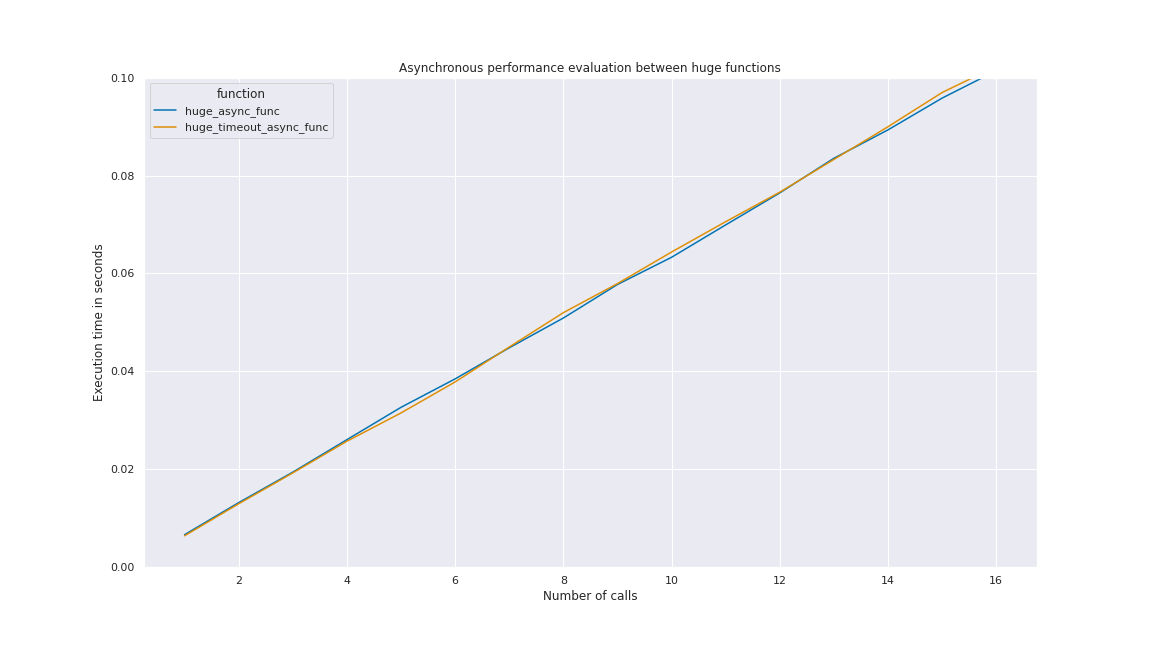 Asynchronous performance evaluation between huge functions
0.10
0.08
0.06
0.04
0.02
0.00
Execution time in seconds
function
huge_async_func
huge_timeout_async_func
2 4 6 8 10 12 14 16
Number of calls